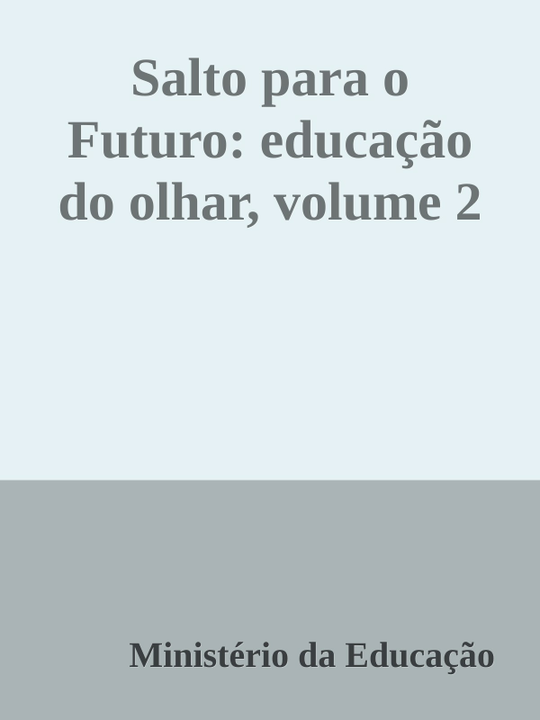 Salto para o
Futuro: educação
do olhar, volume 2
Ministério da Educação